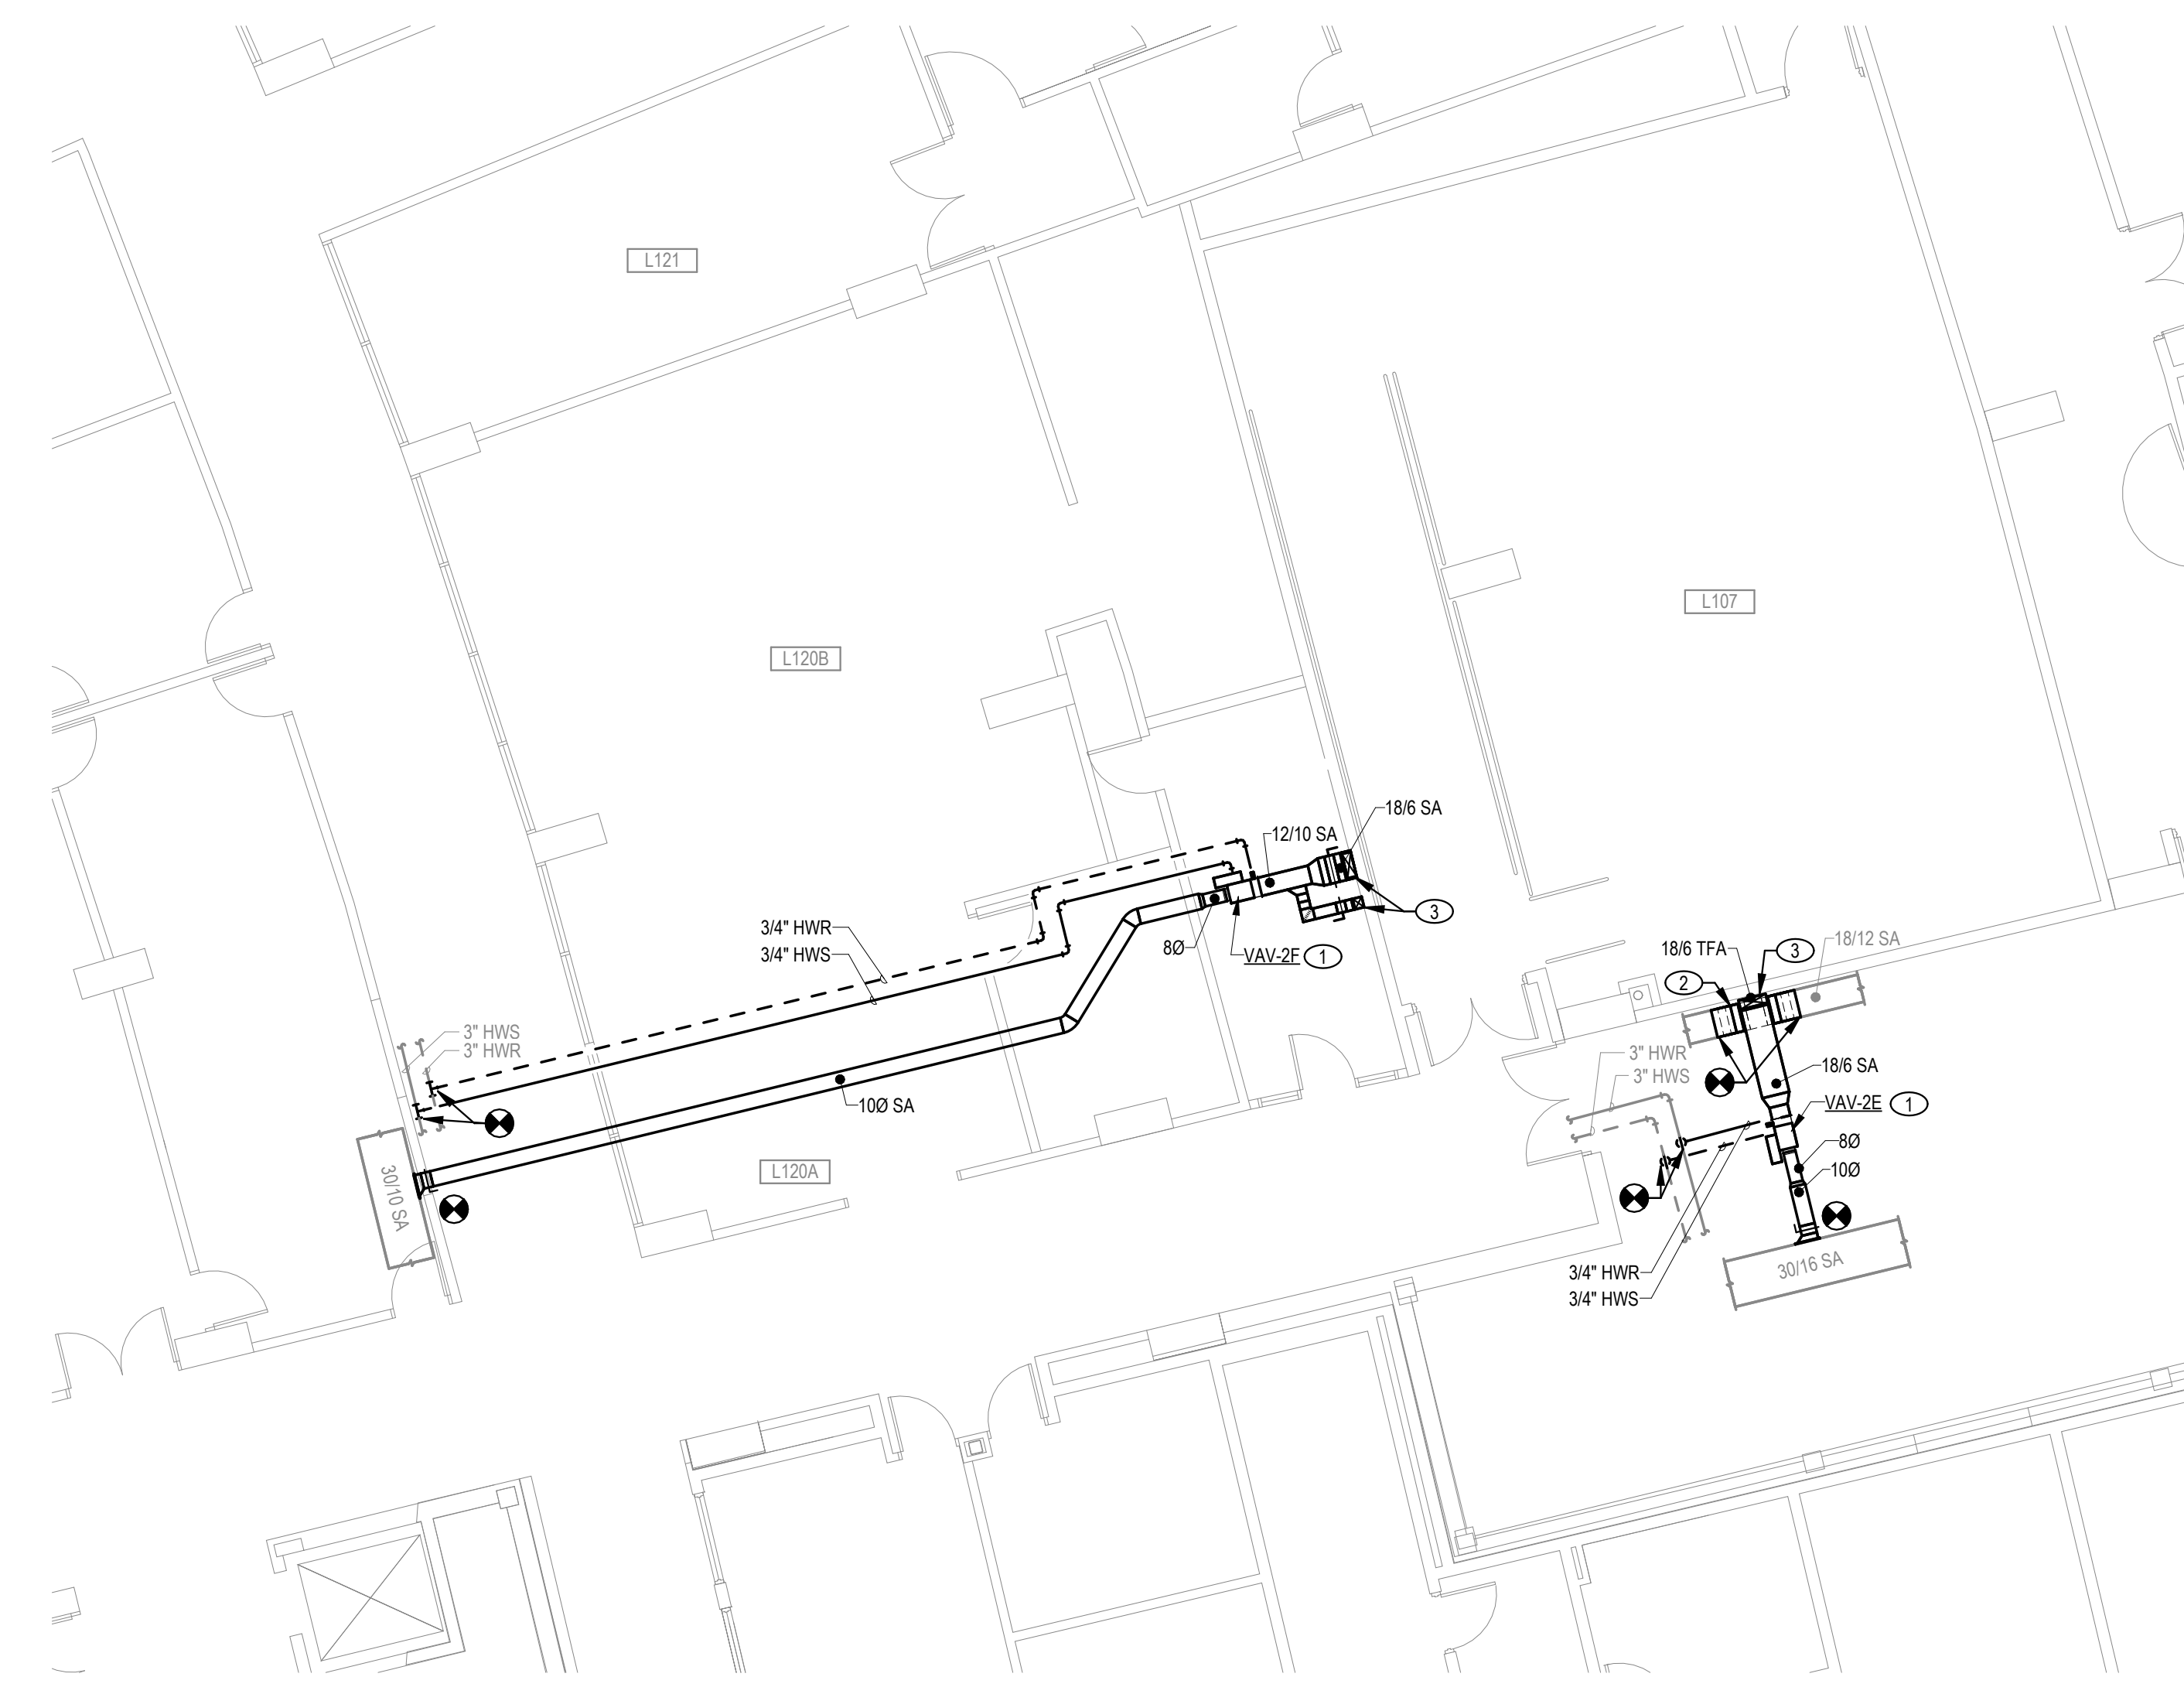 L121
L107
L120B
18/6 SA
12/10 SA
3
3/4" HWR
3/4" HWS
8Ø
VAV-2F 1
18/6 TFA
3
18/12 SA
2
3" HWS
3" HWR
3" HWR
3" HWS
18/6 SA
10Ø SA
VAV-2E 1
8Ø
10Ø
L120A
30/10 SA
30/16 SA
3/4" HWR
3/4" HWS